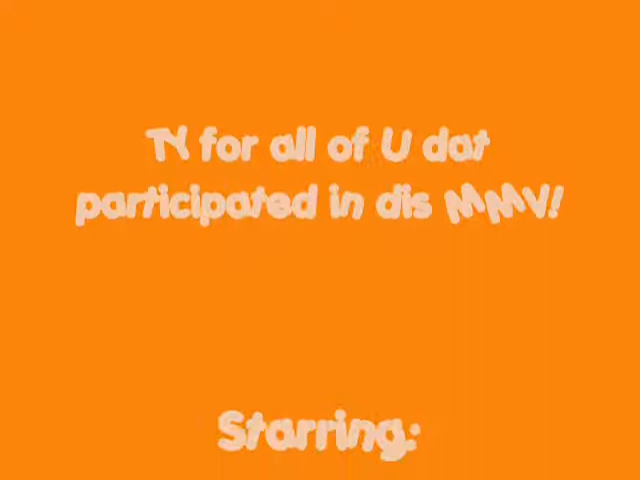 TY for all of U dat
participated in dis MMV!
Starring: